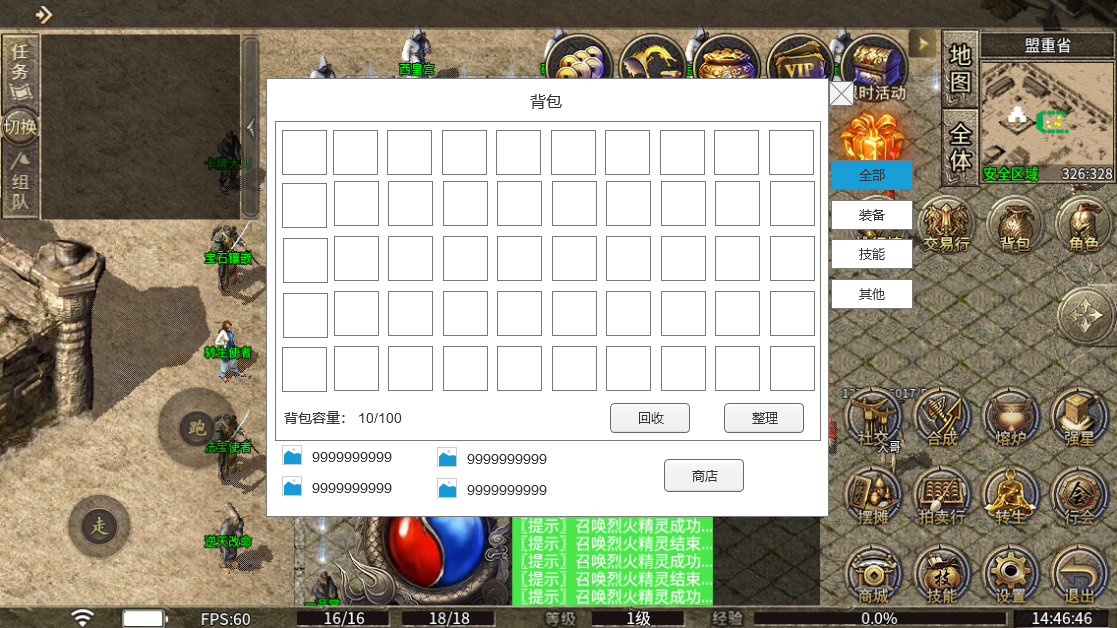 任务
切换
组队
西皇宫
VIP
限时活动
地图
全体
盟重省
安全区域 326:328
交易行 背包 角色
卡牌大师
宝石镶嵌
转生使者
法宝使者
逆天改命
跑
走
背包
全部
装备
技能
其他
背包容量： 10/100
回收
整理
9999999999
9999999999
9999999999
9999999999
商店
社交 合成 熔炉 强星
大哥
摆摊 拍卖行 转生 行会
商城 技能 设置 退出
〖提示〗召唤烈火精灵成功...
〖提示〗召唤烈火精灵结束...
〖提示〗召唤烈火精灵成功...
〖提示〗召唤烈火精灵结束...
〖提示〗召唤烈火精灵成功...
FPS:60
16/16
18/18
等级 1级
经验 0.0%
14:46:46